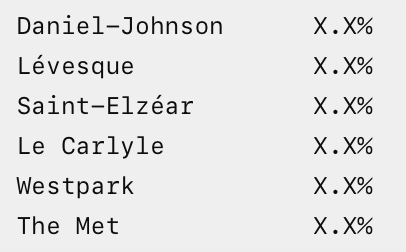 Daniel-Johnson X.X%
Lévesque X.X%
Saint-Elzéar X.X%
Le Carlyle X.X%
Westpark X.X%
The Met X.X%